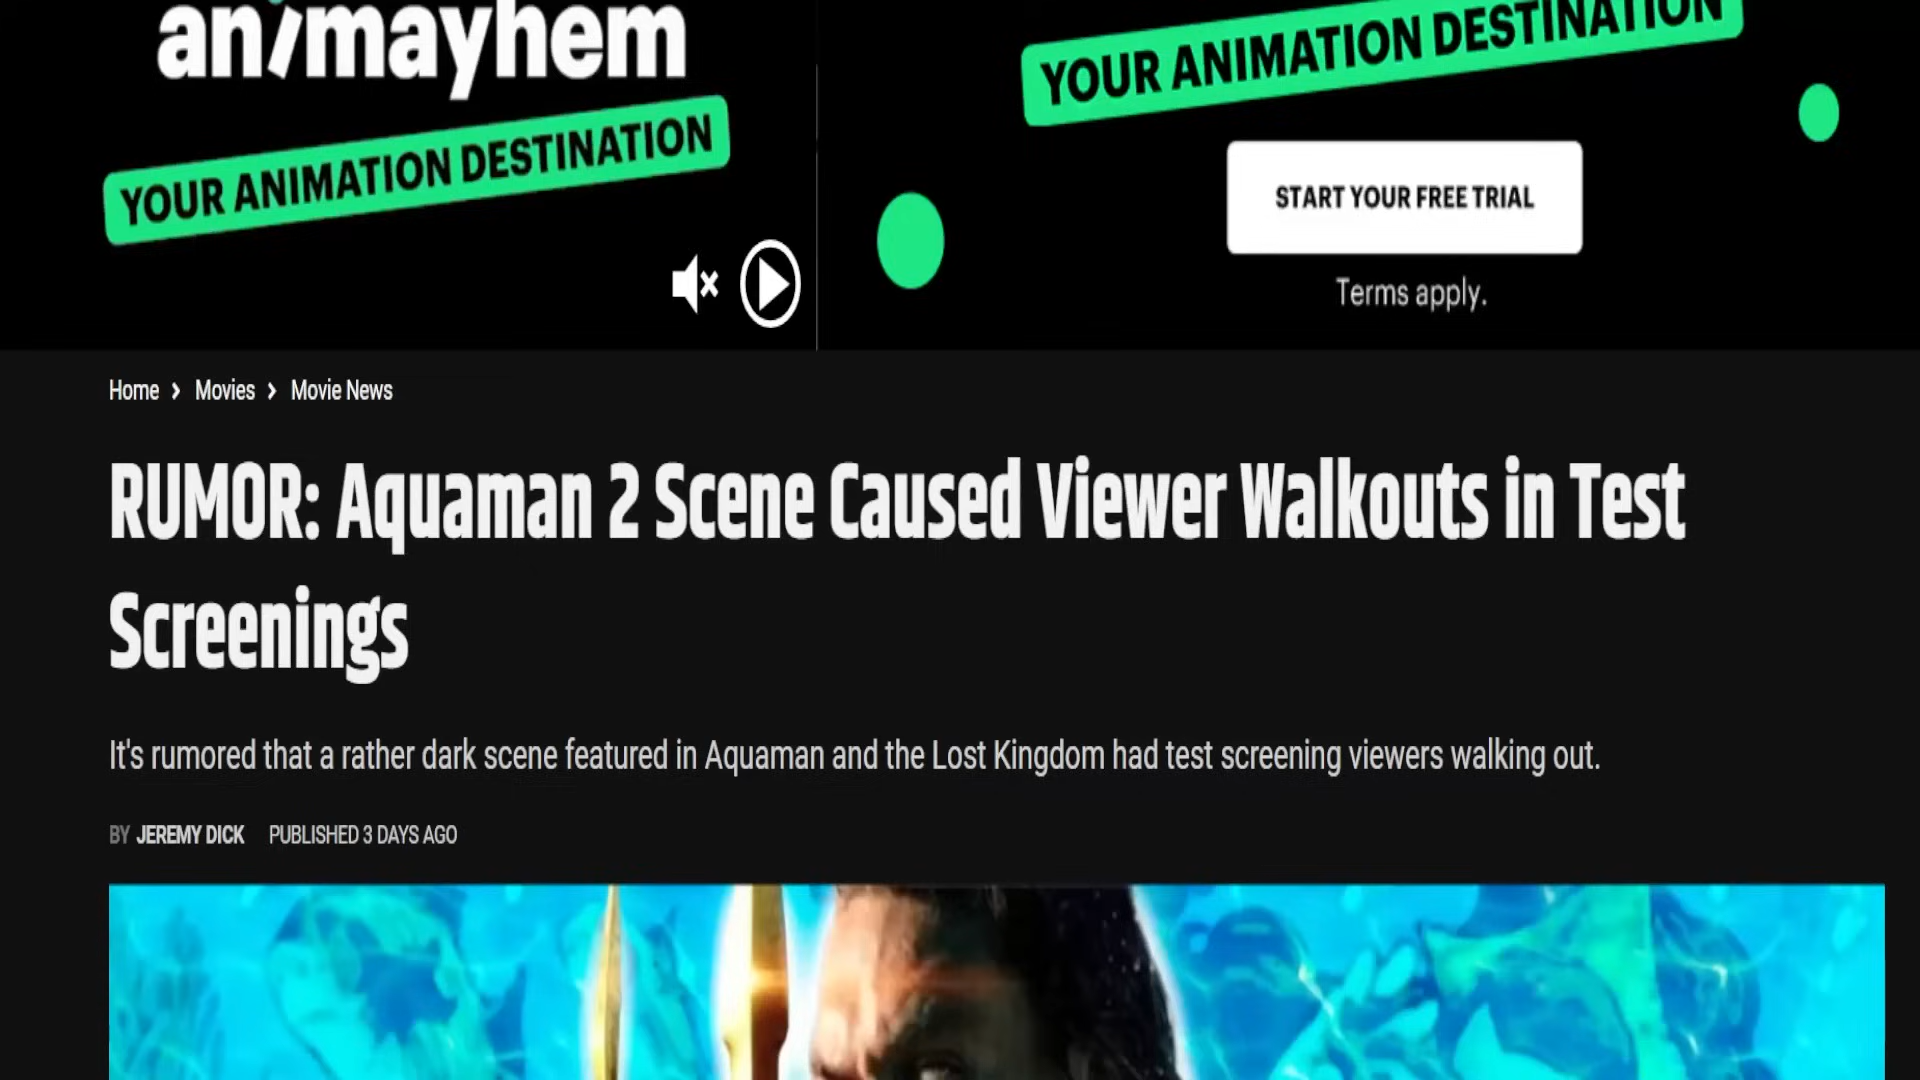 animayhem
YOUR ANIMATION DESTINATION
YOUR ANIMATION DESTINATION
START YOUR FREE TRIAL
Terms apply.
Home › Movies › Movie News
RUMOR: Aquaman 2 Scene Caused Viewer Walkouts in Test
Screenings
It's rumored that a rather dark scene featured in Aquaman and the Lost Kingdom had test screening viewers walking out.
BY JEREMY DICK PUBLISHED 3 DAYS AGO